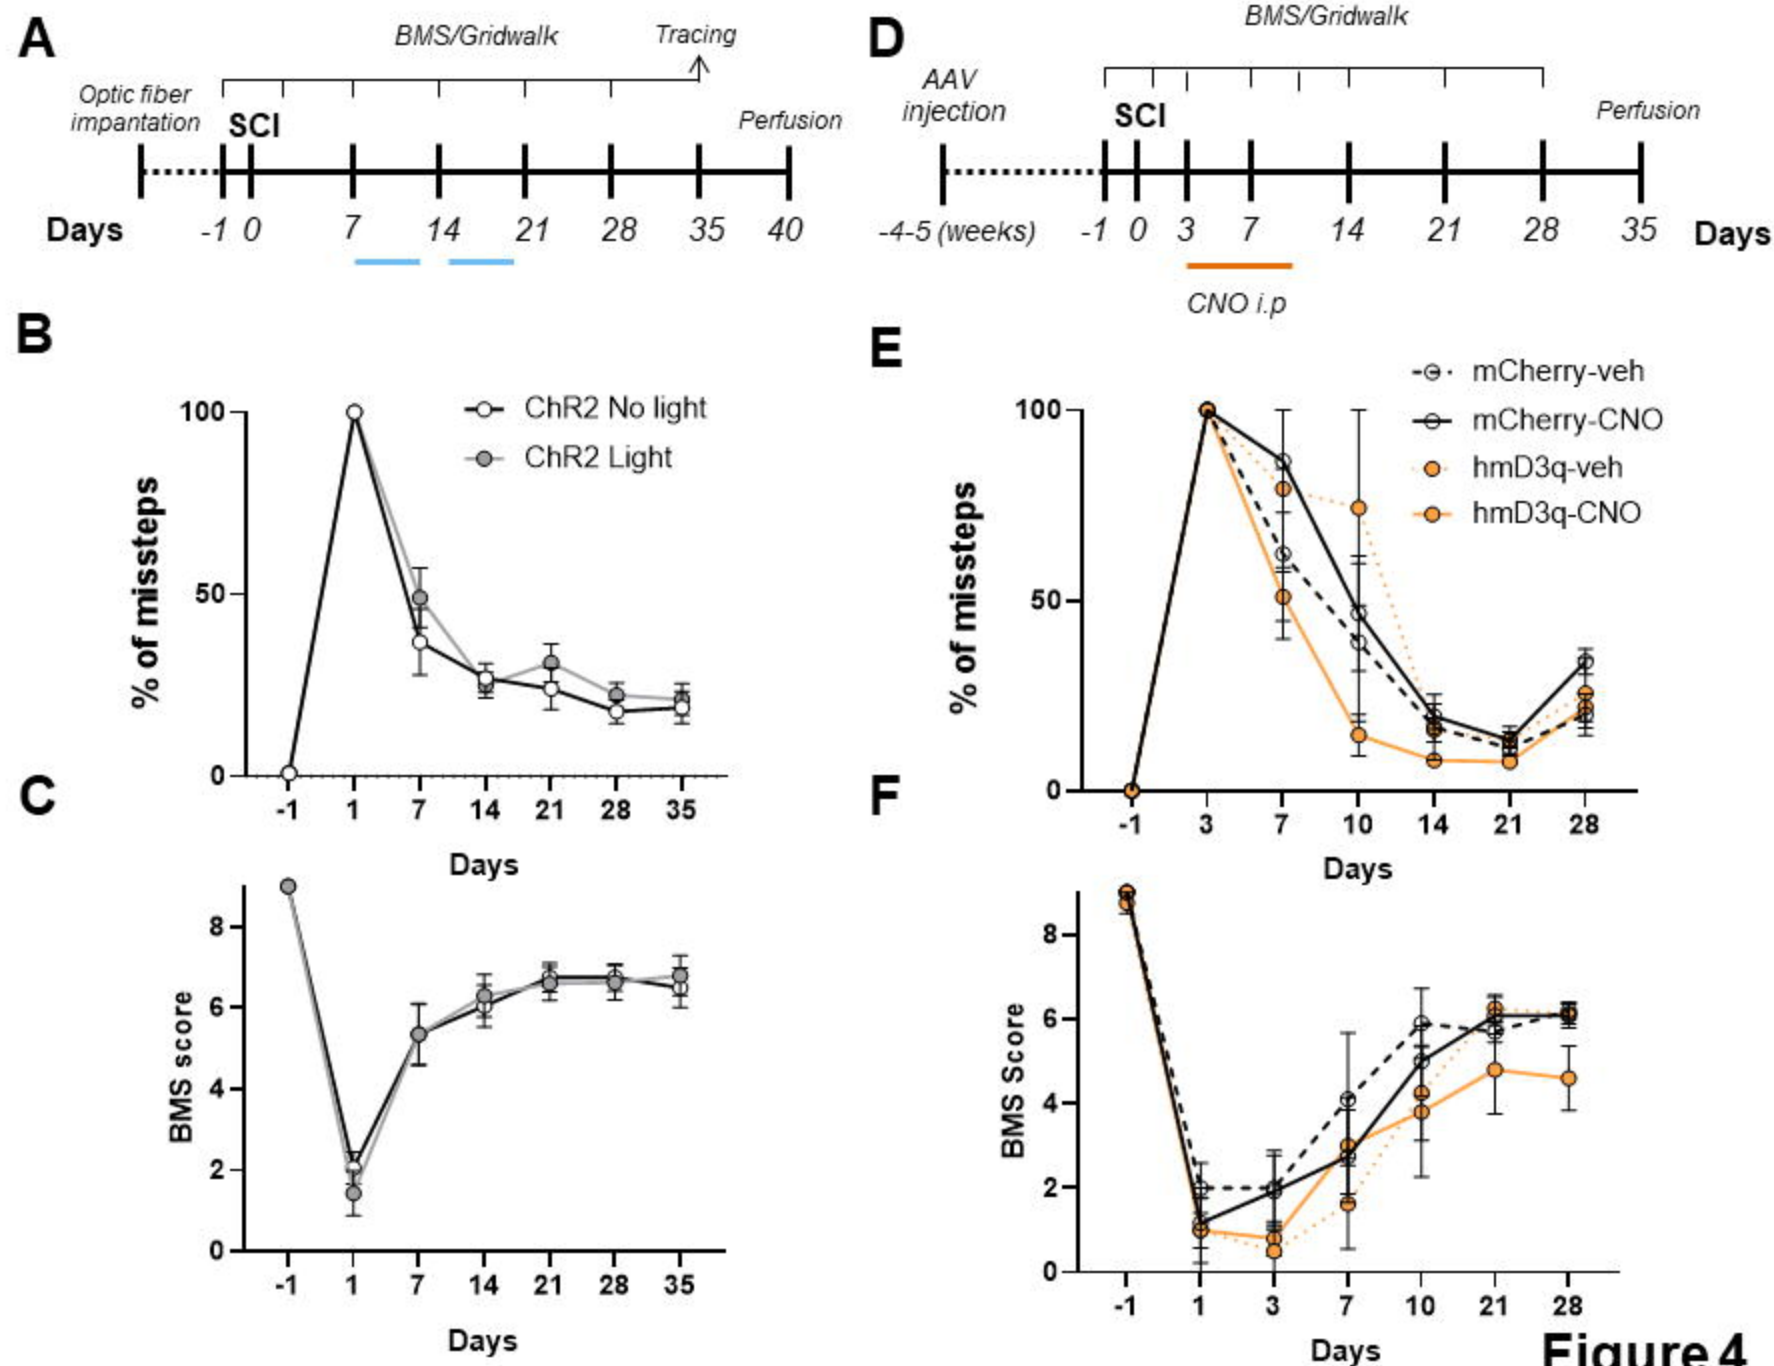 A
BMS/Gridwalk
Tracing
Optic fiber
impantation
SCI
Perfusion
Days
-1 0 7 14 21 28 35 40
D
BMS/Gridwalk
AAV
injection
SCI
Perfusion
-4-5 (weeks) -1 0 3 7 14 21 28 35 Days
CNO i.p
B
ChR2 No light
ChR2 Light
% of missteps
100
50
0
-1 1 7 14 21 28 35
Days
E
mCherry-veh
mCherry-CNO
hmD3q-veh
hmD3q-CNO
% of missteps
100
50
0
-1 3 7 10 14 21 28
Days
C
BMS score
8
6
4
2
0
-1 1 7 14 21 28 35
Days
F
BMS Score
8
6
4
2
0
-1 1 3 7 10 21 28
Days
Figure 4